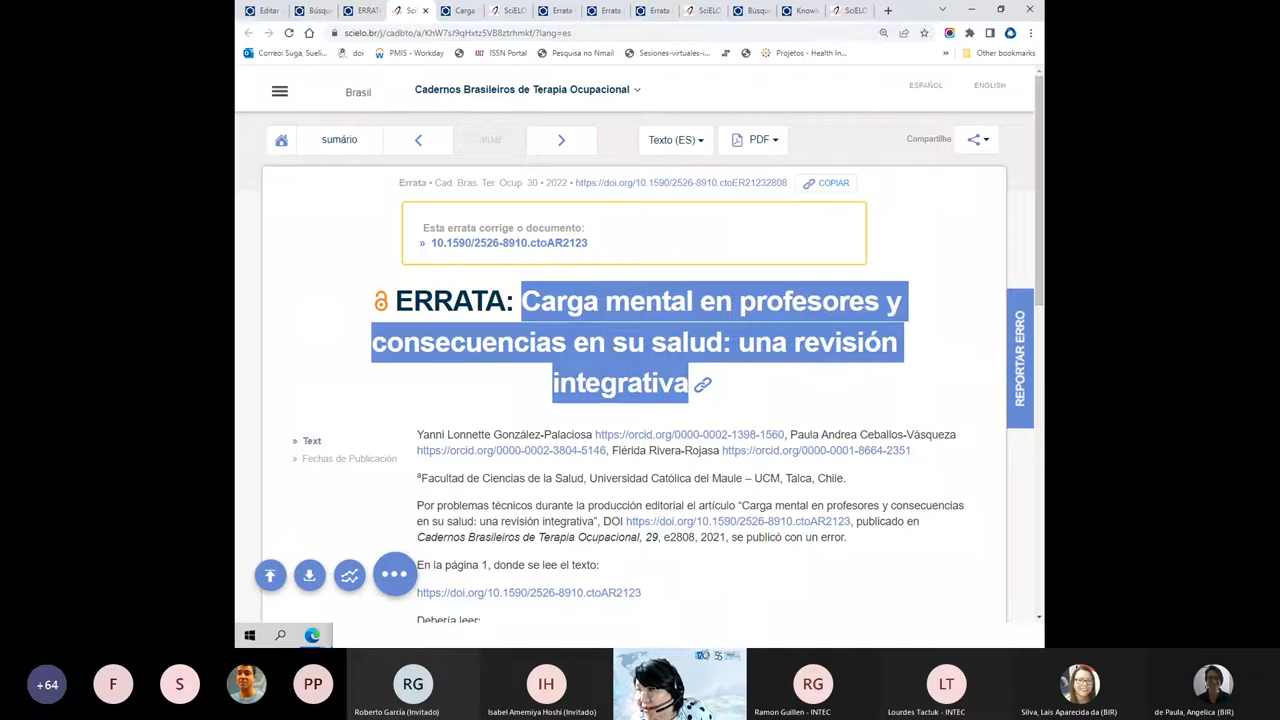 Editar
Búsqu
ERRAT
Sci
Carga
SciELO
Errata
Errata
Errata
SciELO
Búsqu
Knowl
SciELO
scielo.br/j/cadbto/a/KhW7sJ9qHxtz5VB8ztrhmkf/?lang=es
Correo: Suga, Sueli...
doi
PMIS - Workday
ISSN Portal
Pesquisa no Nmail
Sesiones-virtuales-i...
Projetos - Health In...
»
Other bookmarks
Brasil
Cadernos Brasileiros de Terapia Ocupacional
ESPAÑOL
ENGLISH
sumário
atual
Texto (ES)
PDF
Compartilhe
Errata • Cad. Bras. Ter. Ocup. 30 • 2022 • https://doi.org/10.1590/2526-8910.ctoER21232808
COPIAR
Esta errata corrige o documento:
» 10.1590/2526-8910.ctoAR2123
ERRATA: Carga mental en profesores y
consecuencias en su salud: una revisión
integrativa
REPORTAR ERRO
» Text
» Fechas de Publicación
Yanni Lonnette González-Palaciosa https://orcid.org/0000-0002-1398-1560, Paula Andrea Ceballos-Vásqueza
https://orcid.org/0000-0002-3804-5146, Flérida Rivera-Rojasa https://orcid.org/0000-0001-8664-2351
ªFacultad de Ciencias de la Salud, Universidad Católica del Maule – UCM, Talca, Chile.
Por problemas técnicos durante la producción editorial el artículo “Carga mental en profesores y consecuencias
en su salud: una revisión integrativa”, DOI https://doi.org/10.1590/2526-8910.ctoAR2123, publicado en
Cadernos Brasileiros de Terapia Ocupacional, 29, e2808, 2021, se publicó con un error.
En la página 1, donde se lee el texto:
https://doi.org/10.1590/2526-8910.ctoAR2123
Debería leer:
+64
F
S
PP
RG
Roberto García (Invitado)
IH
Isabel Amemiya Hoshi (Invitado)
RG
Ramon Guillen - INTEC
LT
Lourdes Tactuk - INTEC
Silva, Lais Aparecida da (BIR)
de Paula, Angelica (BIR)